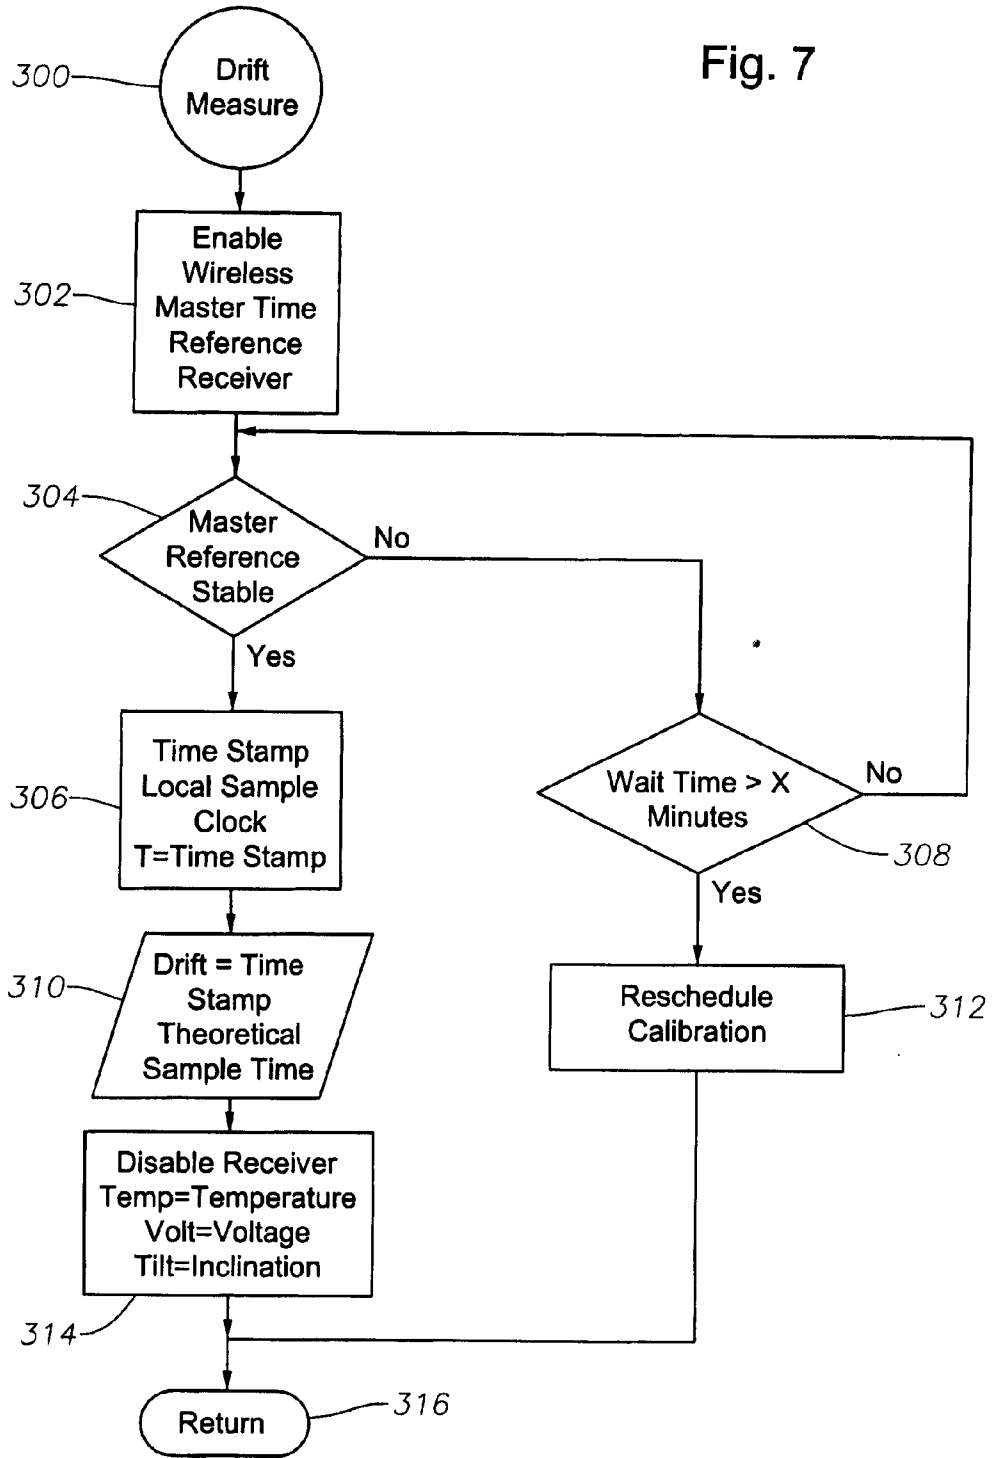 Fig. 7
300
Drift
Measure
302
Enable
Wireless
Master Time
Reference
Receiver
304
Master
Reference
Stable
No
Yes
306
Time Stamp
Local Sample
Clock
T=Time Stamp
Wait Time > X
Minutes
No
308
Yes
310
Drift = Time
Stamp
Theoretical
Sample Time
Reschedule
Calibration
312
Disable Receiver
Temp=Temperature
Volt=Voltage
Tilt=Inclination
314
Return
316